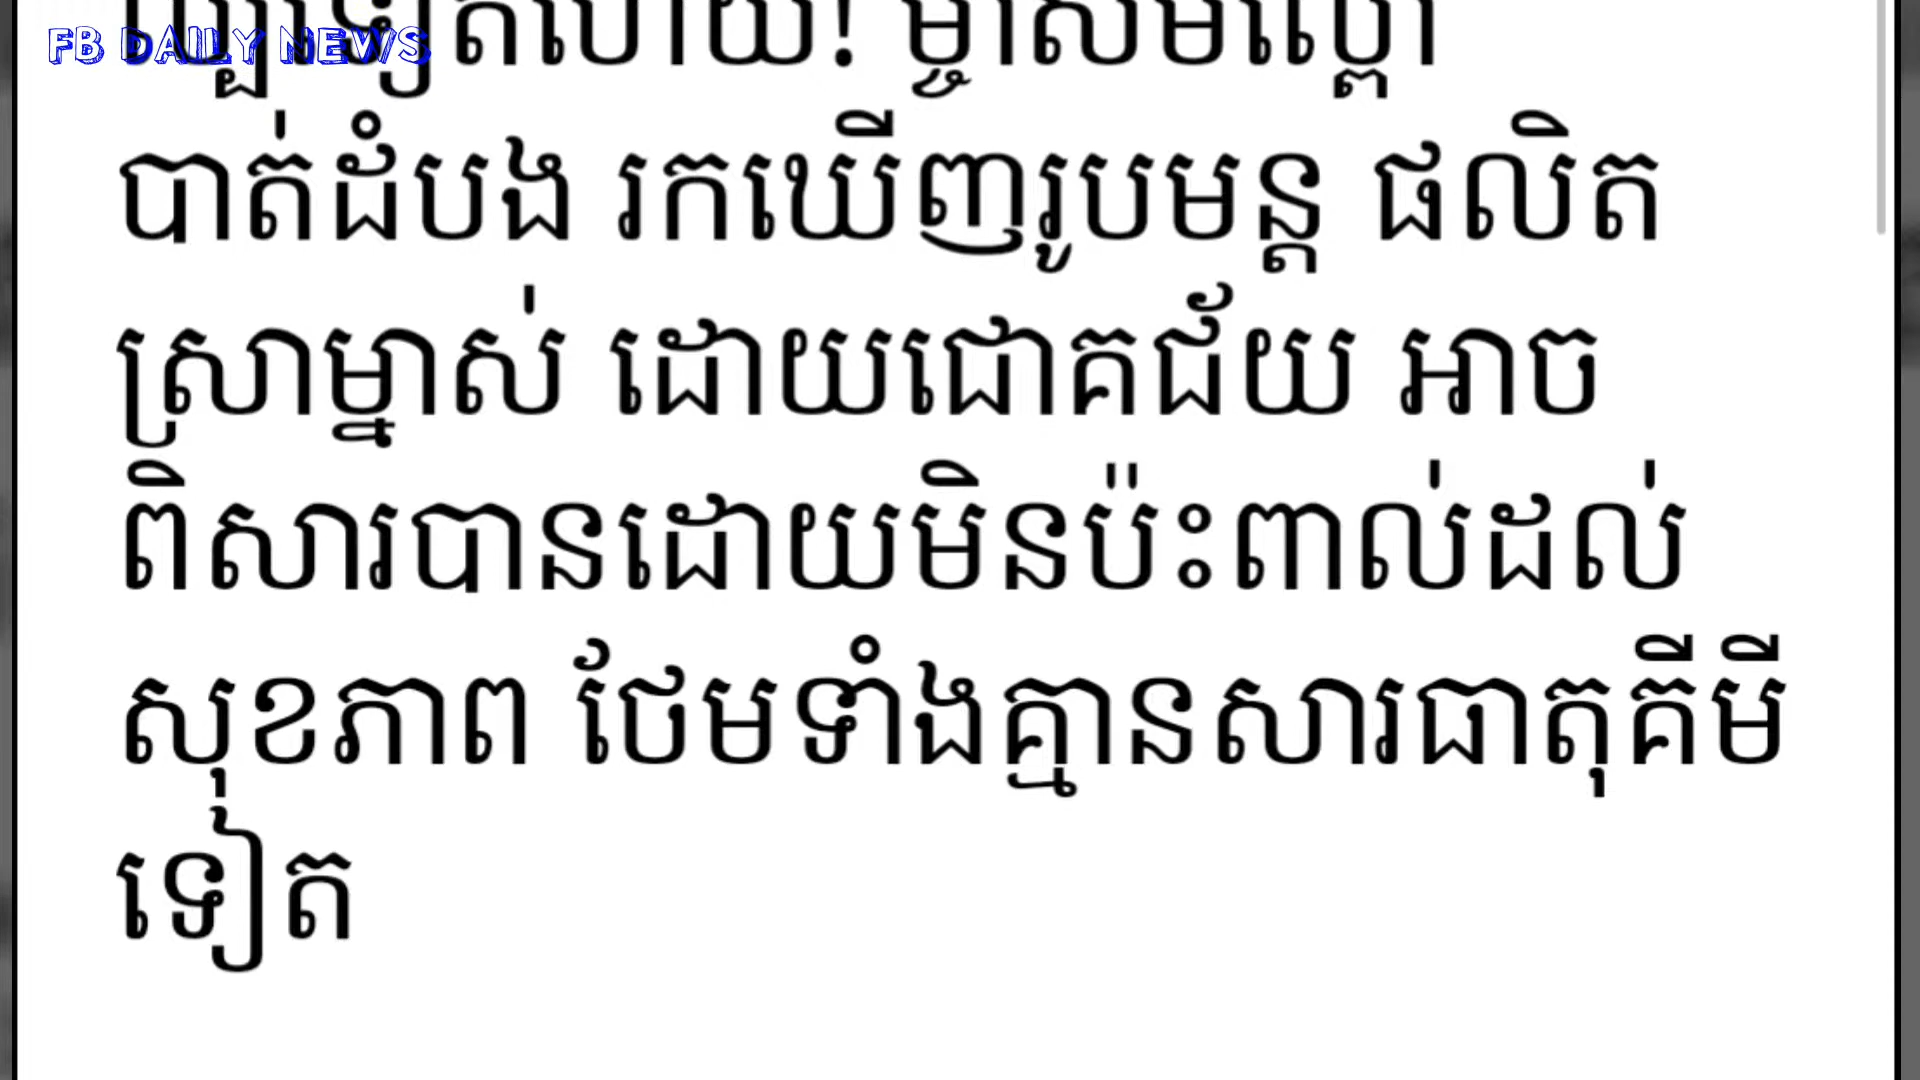 FB DAILY NEWS
បាត់ដំបង រកឃើញរូបមន្ត ផលិត
ស្រាម្នាស់ ដោយជោគជ័យ អាច
ពិសារបានដោយមិនប៉ះពាល់ដល់
សុខភាព ថែមទាំងគ្មានសារធាតុគីមី
ទៀត